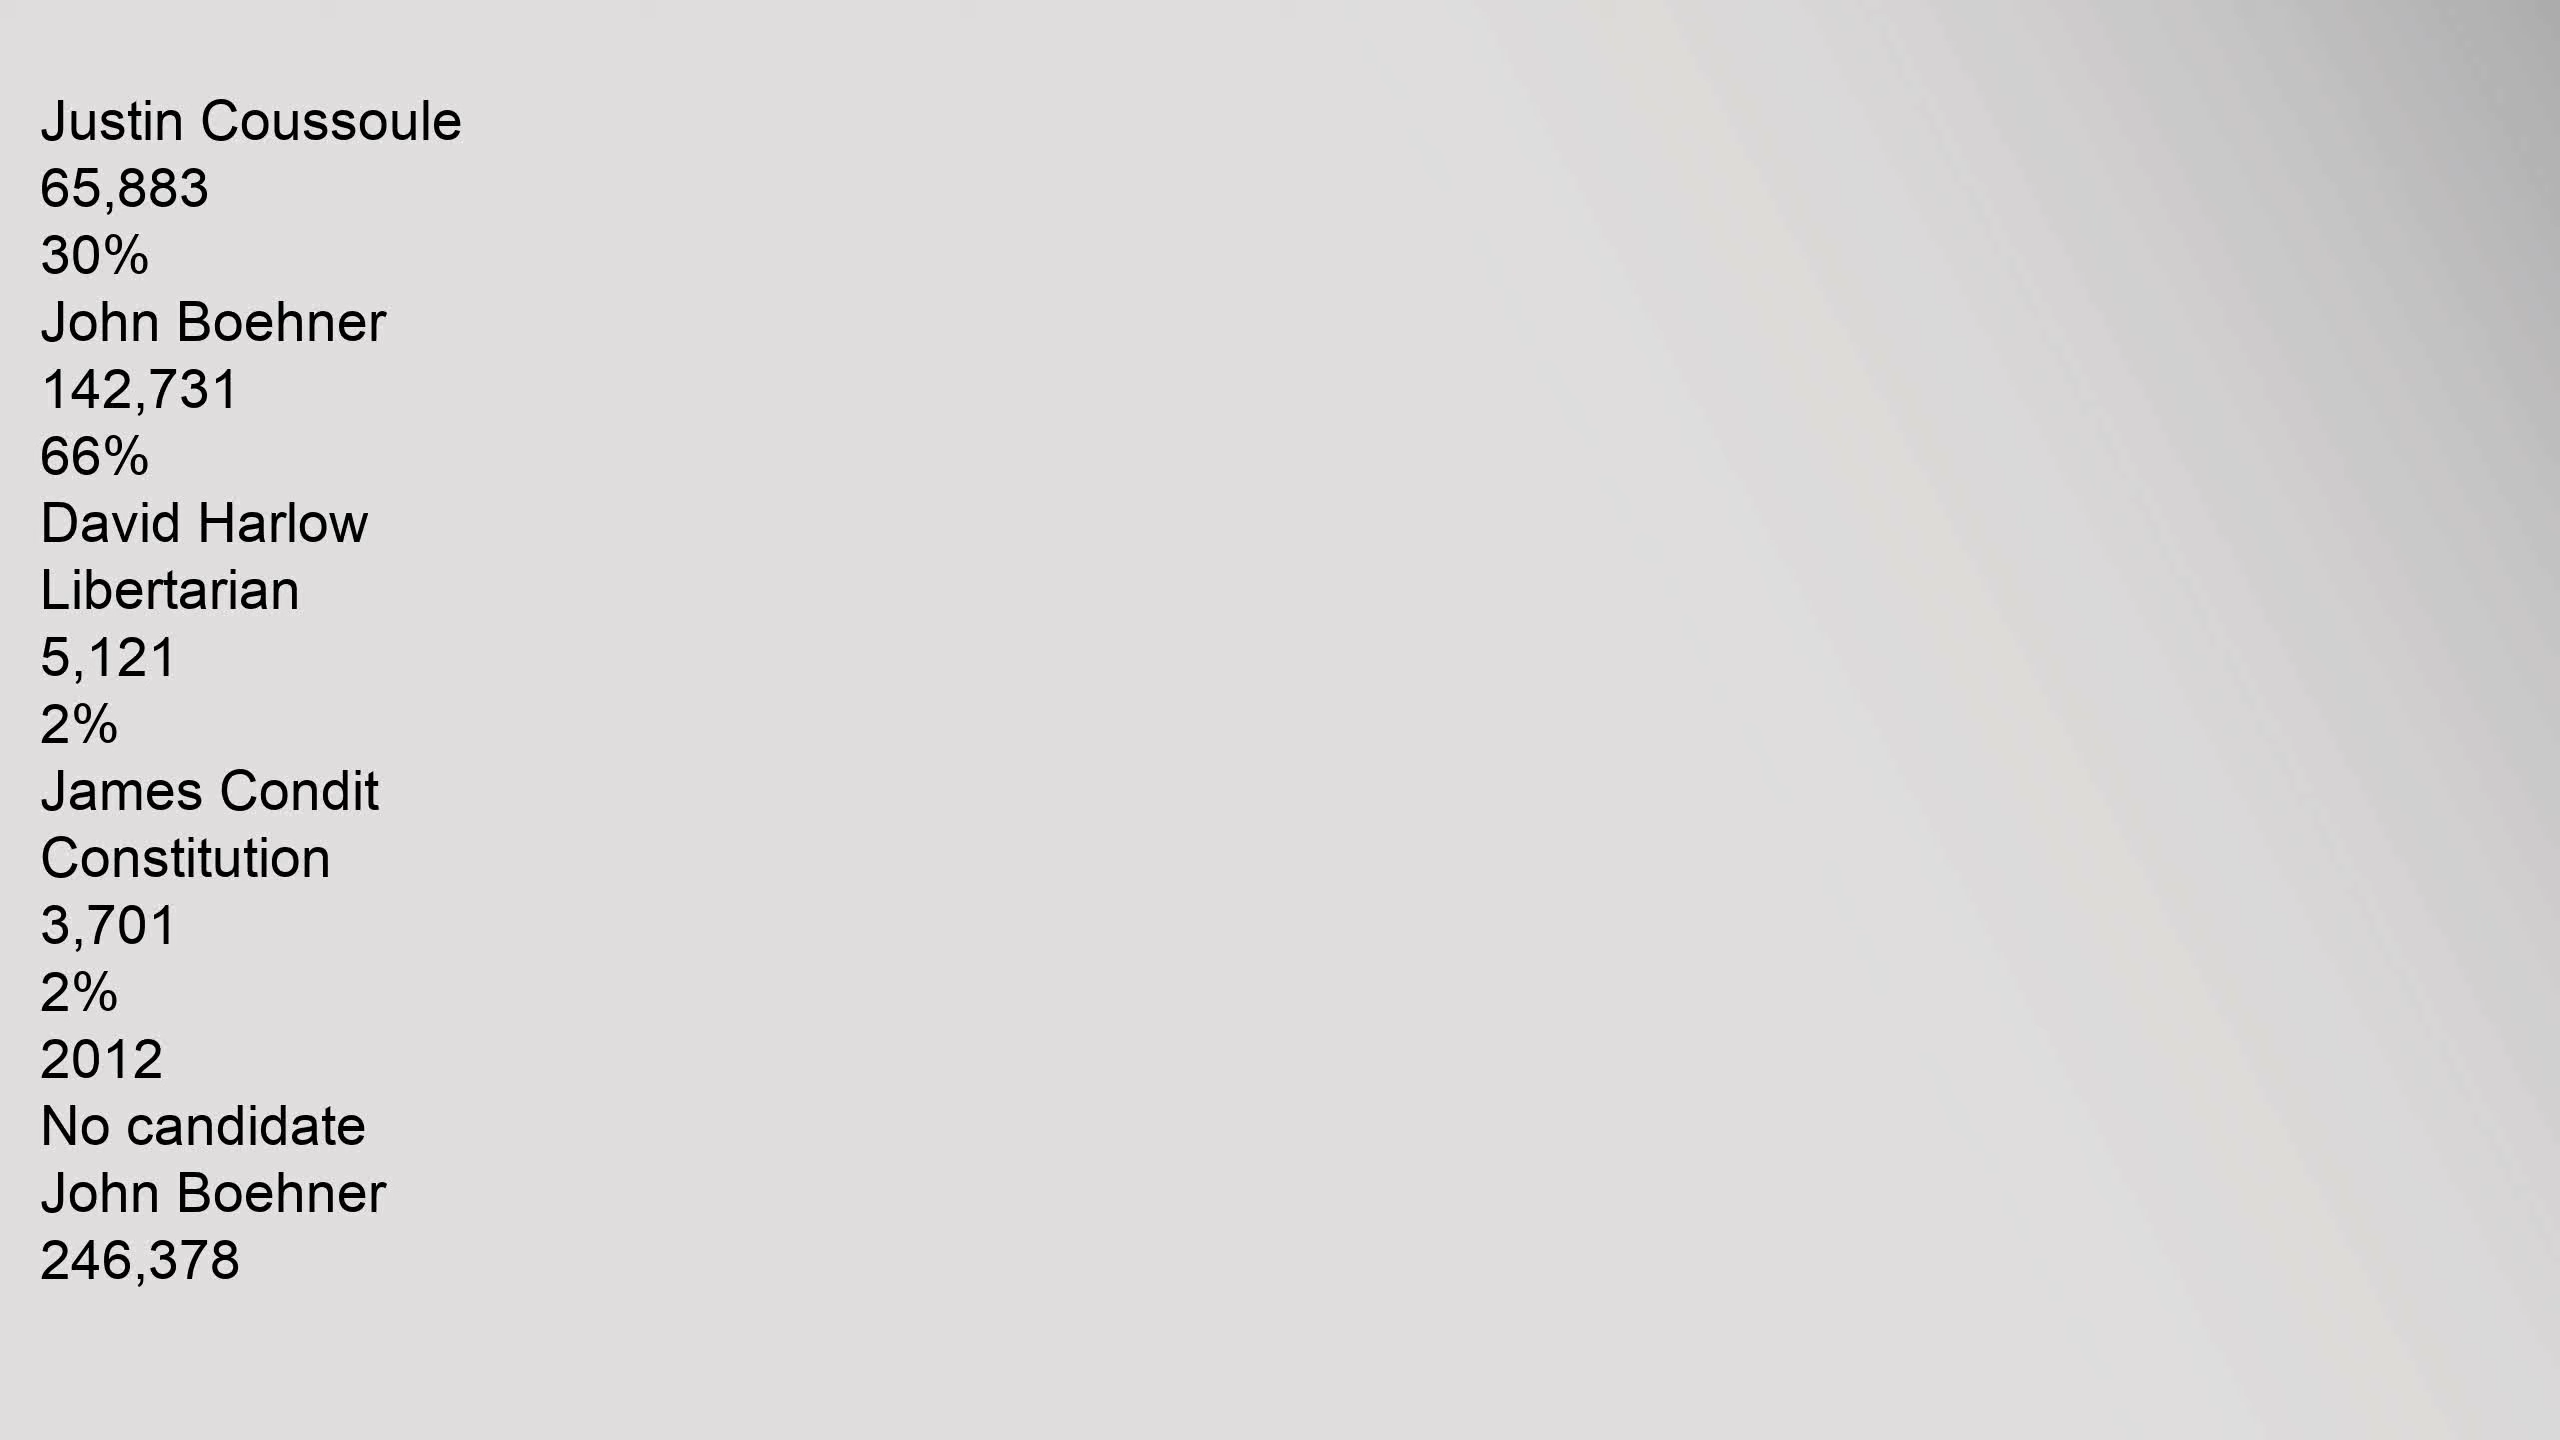 Justin Coussoule
65,883
30%
John Boehner
142,731
66%
David Harlow
Libertarian
5,121
2%
James Condit
Constitution
3,701
2%
2012
No candidate
John Boehner
246,378